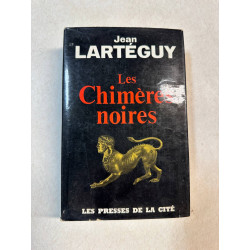 Jean
LARTÉGUY
Les
Chimères
noires
LES PRESSES DE LA CITÉ